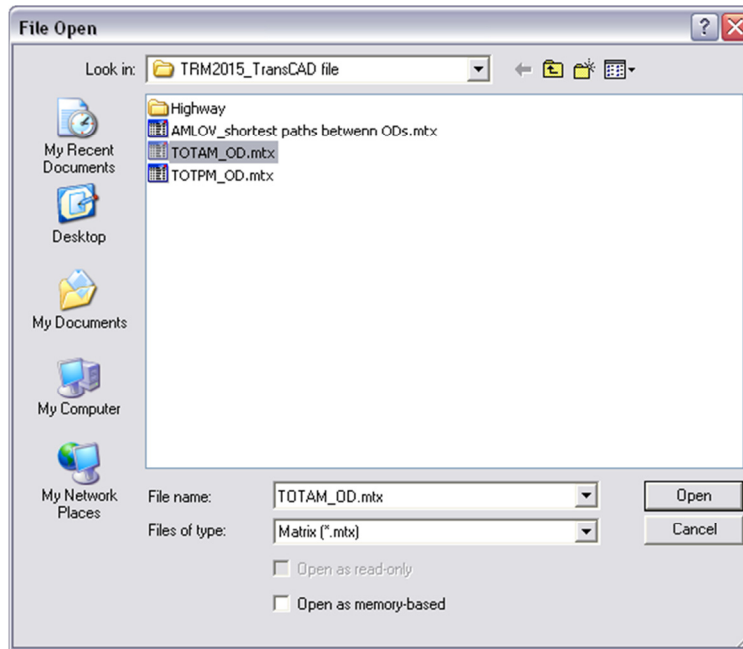 File Open
Look in: TRM2015_TransCAD file
Highway
AMLOV_shortest paths betwenn ODs.mtx
TOTAM_OD.mtx
TOTPM_OD.mtx
My Recent
Documents
Desktop
My Documents
My Computer
My Network
Places
File name: TOTAM_OD.mtx Open
Files of type: Matrix (*.mtx) Cancel
Open as read-only
Open as memory-based